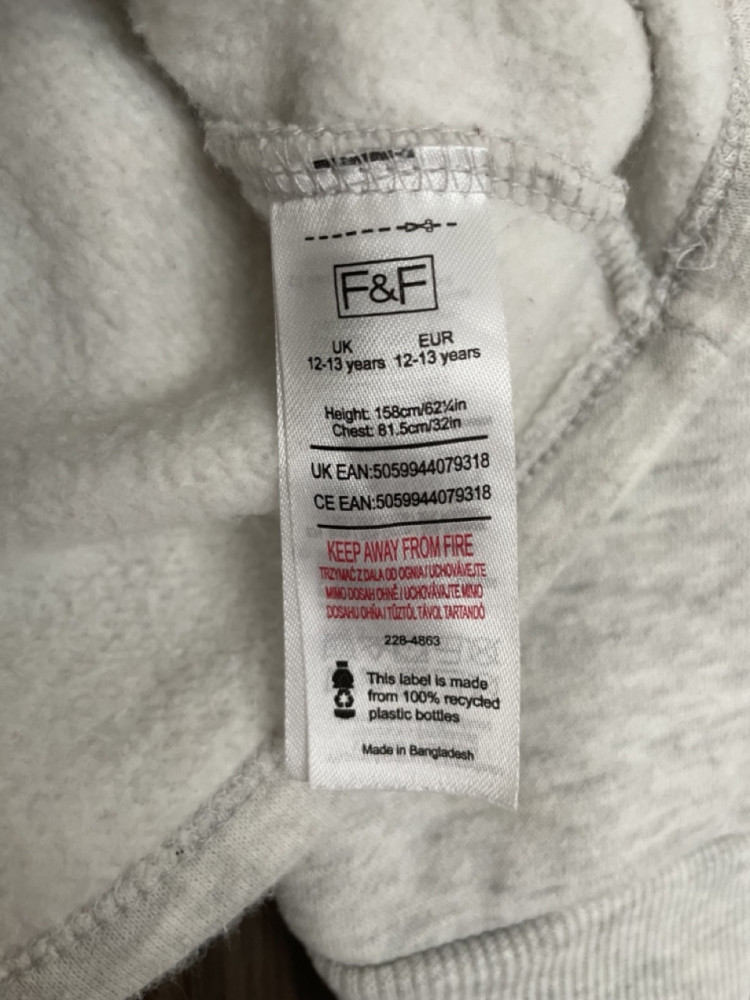 F&F
UK EUR
12-13 years 12-13 years
Height: 158cm/62¼in
Chest: 81.5cm/32in
UK EAN:5059944079318
CE EAN:5059944079318
KEEP AWAY FROM FIRE
TRZYMAĆ Z DALA OD OGNIA / UCHOVÁVEJTE
MIMO DOSAH OHNĚ / UCHOVÁVAJTE MIMO
DOSAHU OHŇA / TŰZTŐL TÁVOL TARTANDÓ
228-4863
This label is made
from 100% recycled
plastic bottles
Made in Bangladesh